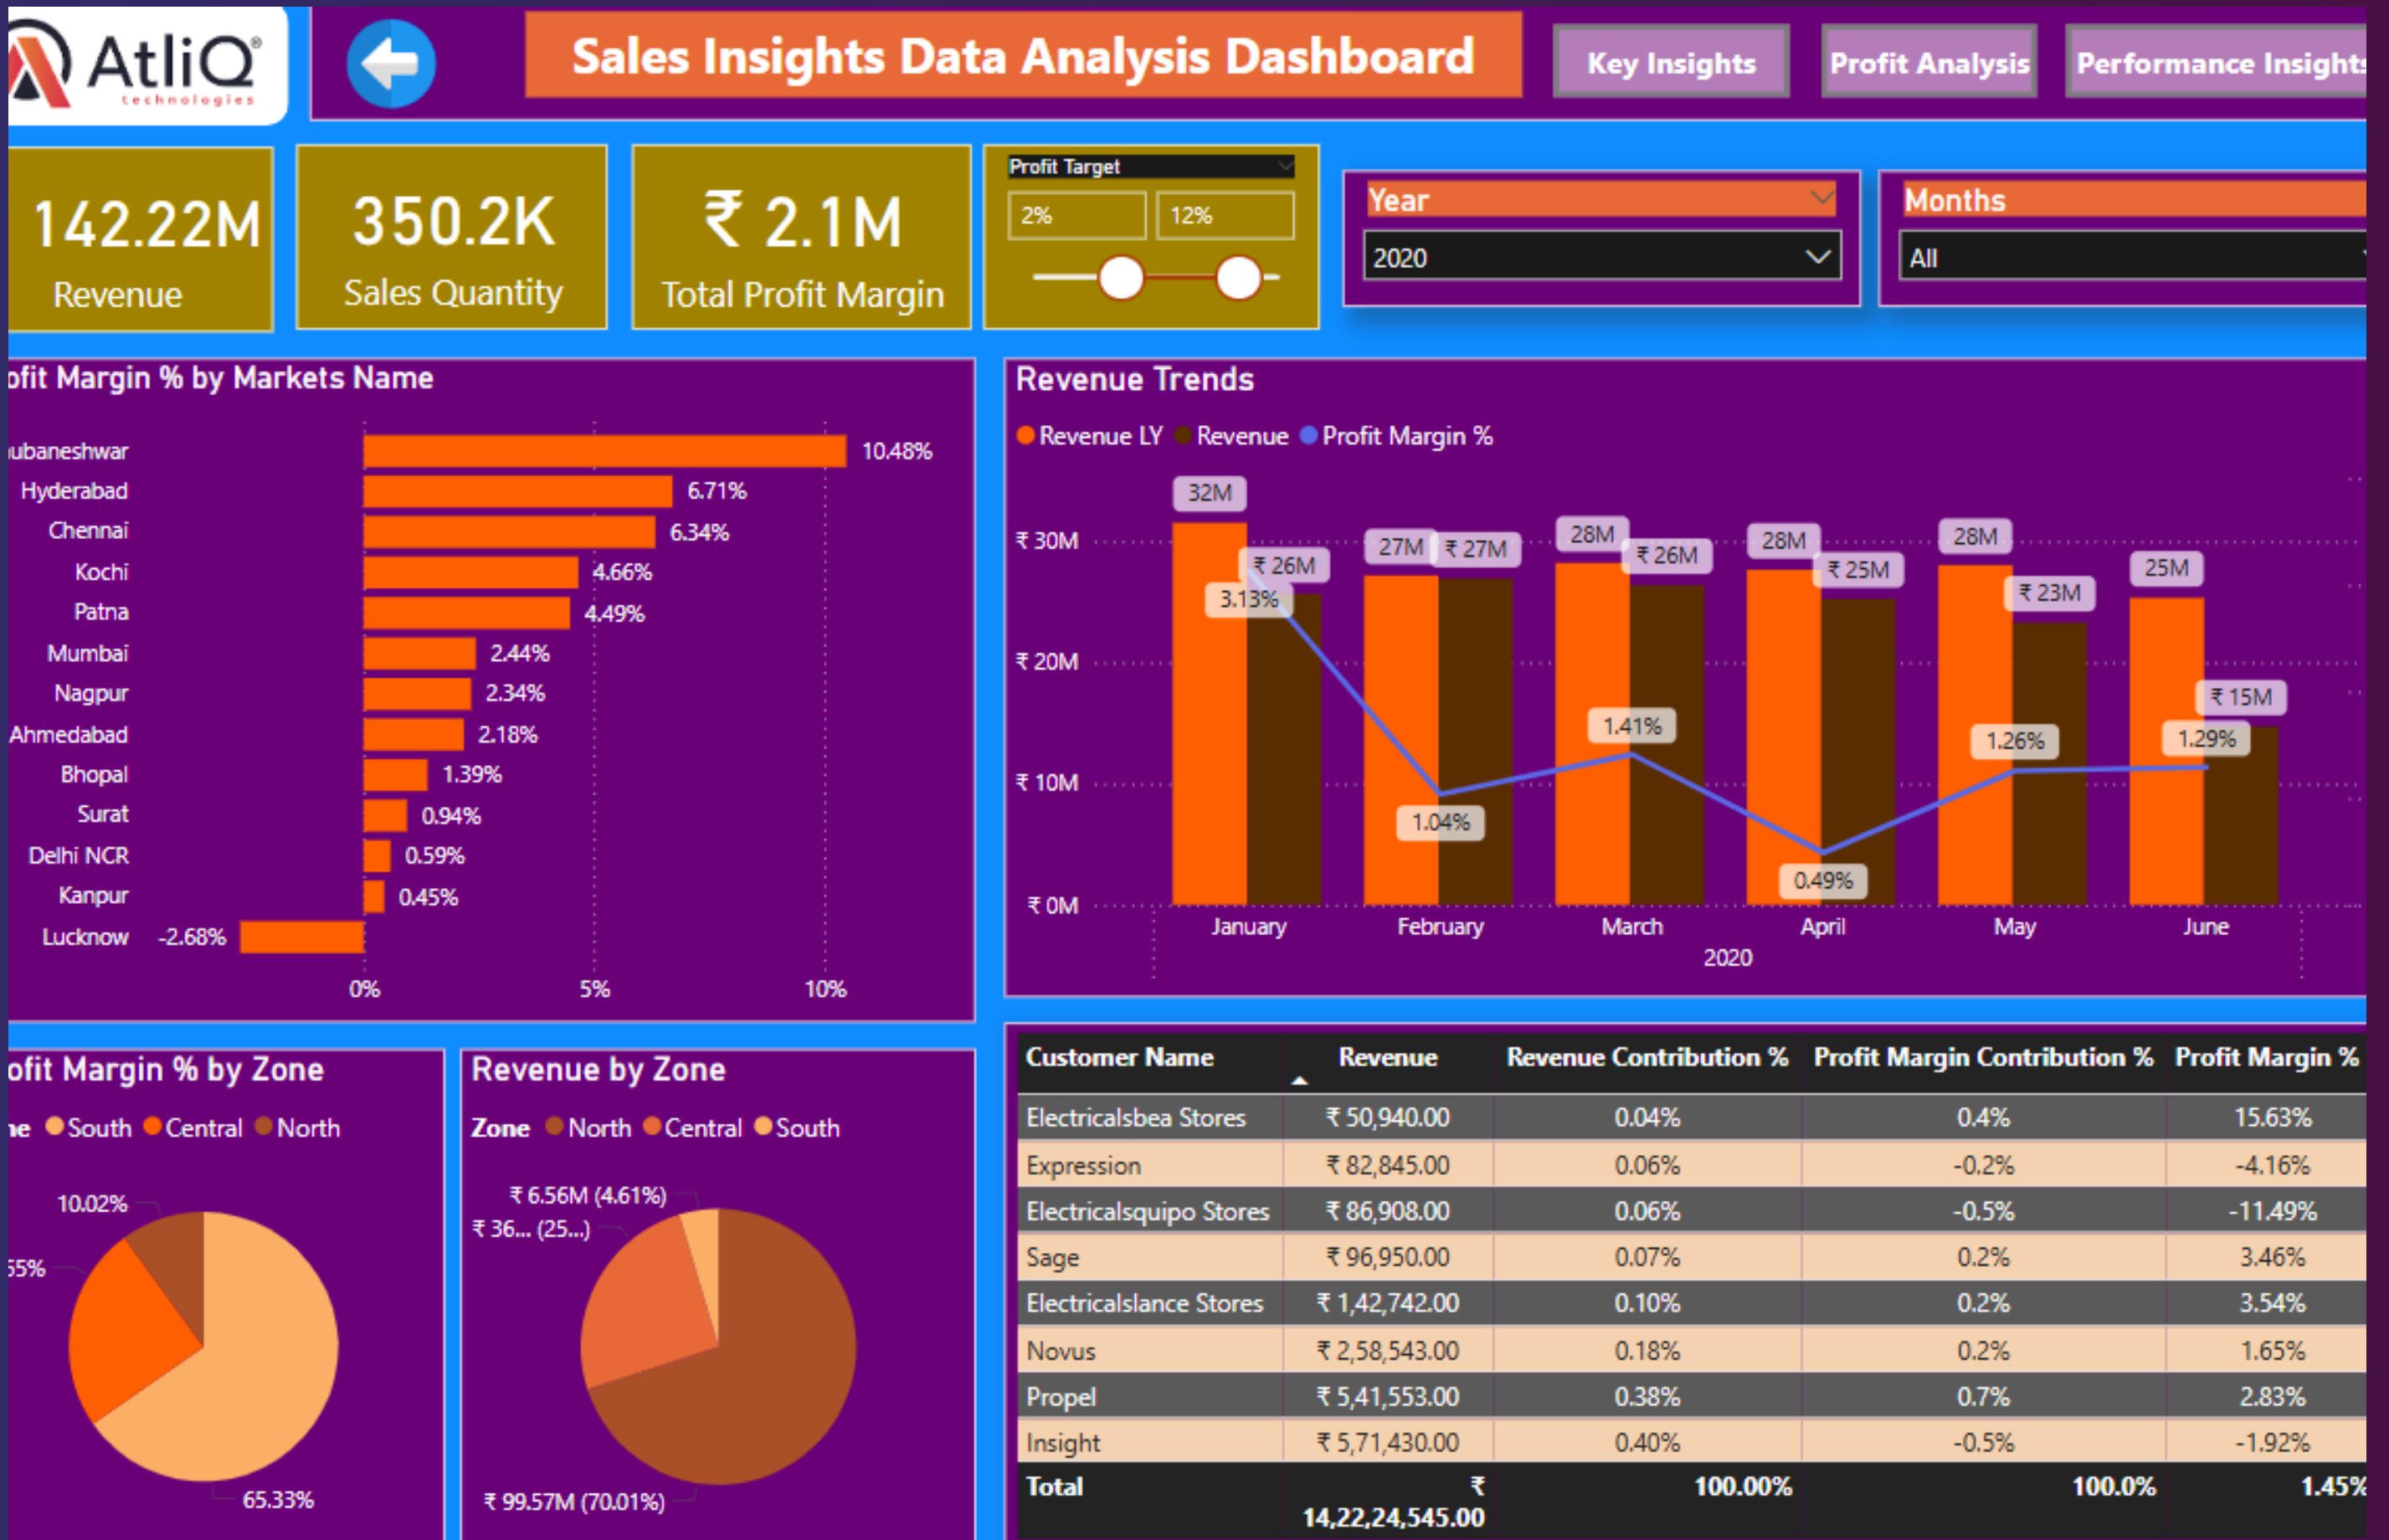 AtliQ®
technologies
Sales Insights Data Analysis Dashboard
Key Insights
Profit Analysis
Performance Insights
142.22M
Revenue
350.2K
Sales Quantity
₹ 2.1M
Total Profit Margin
Profit Target
2%
12%
Year
2020
Months
All
ofit Margin % by Markets Name
ubaneshwar 10.48%
Hyderabad 6.71%
Chennai 6.34%
Kochi 4.66%
Patna 4.49%
Mumbai 2.44%
Nagpur 2.34%
Ahmedabad 2.18%
Bhopal 1.39%
Surat 0.94%
Delhi NCR 0.59%
Kanpur 0.45%
Lucknow -2.68%
0% 5% 10%
Revenue Trends
Revenue LY Revenue Profit Margin %
32M
₹ 26M
3.13%
27M
₹ 27M
1.04%
28M
₹ 26M
1.41%
28M
₹ 25M
0.49%
28M
₹ 23M
1.26%
25M
₹ 15M
1.29%
₹ 30M
₹ 20M
₹ 10M
₹ 0M
January February March April May June
2020
ofit Margin % by Zone
ne South Central North
10.02%
55%
65.33%
Revenue by Zone
Zone North Central South
₹ 6.56M (4.61%)
₹ 36... (25...)
₹ 99.57M (70.01%)
Customer Name Revenue Revenue Contribution % Profit Margin Contribution % Profit Margin %
Electricalsbea Stores ₹ 50,940.00 0.04% 0.4% 15.63%
Expression ₹ 82,845.00 0.06% -0.2% -4.16%
Electricalsquipo Stores ₹ 86,908.00 0.06% -0.5% -11.49%
Sage ₹ 96,950.00 0.07% 0.2% 3.46%
Electricalslance Stores ₹ 1,42,742.00 0.10% 0.2% 3.54%
Novus ₹ 2,58,543.00 0.18% 0.2% 1.65%
Propel ₹ 5,41,553.00 0.38% 0.7% 2.83%
Insight ₹ 5,71,430.00 0.40% -0.5% -1.92%
Total ₹ 100.00% 100.0% 1.45%
14,22,24,545.00